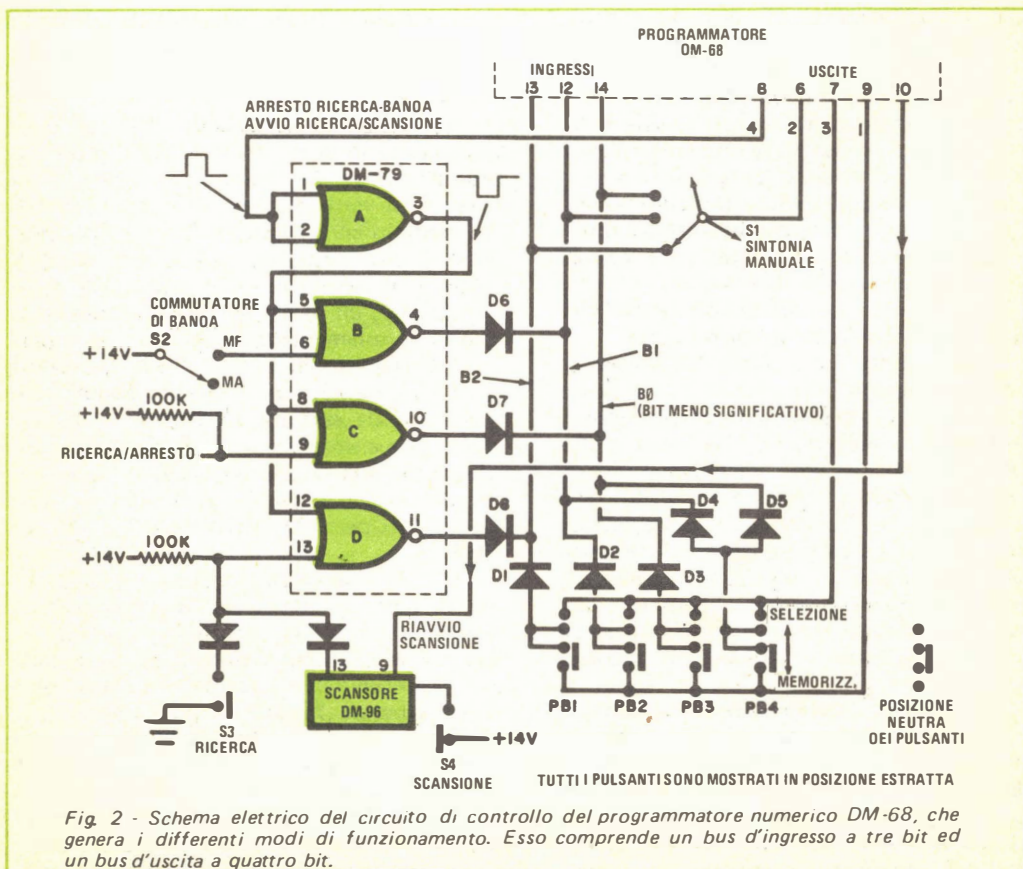 PROGRAMMATORE
OM-68
INGRESSI
USCITE
13 12 14 8 6 7 9 10
4 2 3 1
ARRESTO RICERCA-BANOA
AVVIO RICERCA/SCANSIONE
DM-79
1
2
A
3
S1
SINTONIA
MANUALE
COMMUTATORE
DI BANOA
S2
+14V
MF
MA
5
6
B
4
D6
B1
B2
BØ
(BIT MENO SIGNIFICATIVO)
+14V
100K
RICERCA/ARRESTO
8
9
C
10
D7
+14V
100K
12
13
D
11
D8
D4
D5
D1
D2
D3
RIAVVIO
SCANSIONE
SELEZIONE
MEMORIZZ.
13
9
SCANSORE
DM-96
S3
RICERCA
+14V
S4
SCANSIONE
PB1 PB2 PB3 PB4
POSIZIONE
NEUTRA
OEI PULSANTI
TUTTI I PULSANTI SONO MOSTRATI IN POSIZIONE ESTRATTA
Fig. 2 - Schema elettrico del circuito di controllo del programmatore numerico DM-68, che
genera i differenti modi di funzionamento. Esso comprende un bus d'ingresso a tre bit ed
un bus d'uscita a quattro bit.